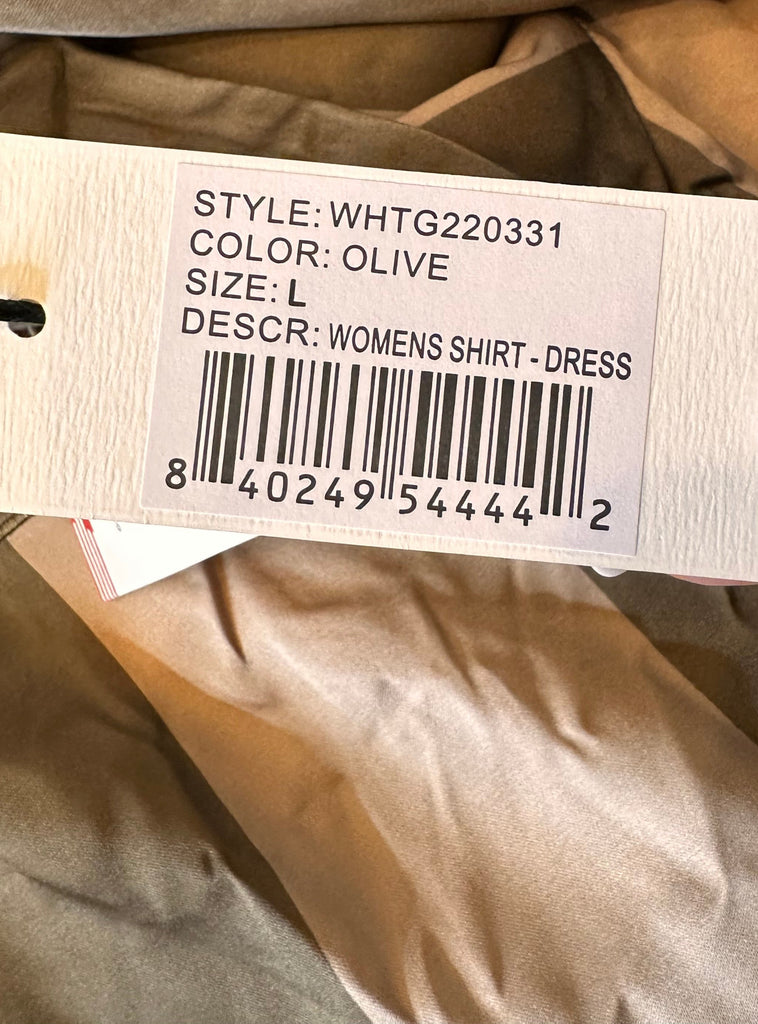 STYLE: WHTG220331
COLOR: OLIVE
SIZE: L
DESCR: WOMENS SHIRT - DRESS
8 40249 54444 2